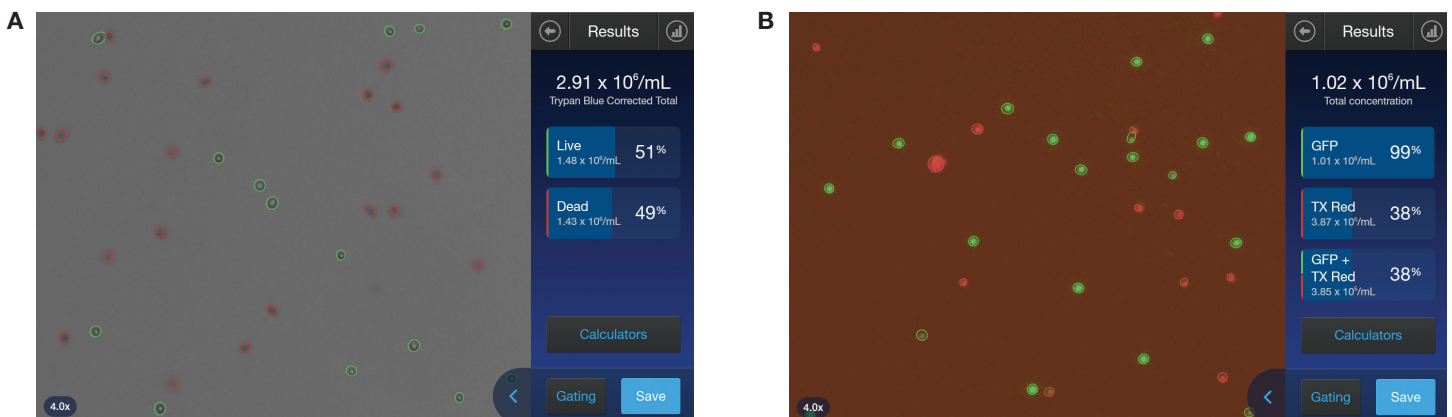 A
Results
2.91 x 10⁶/mL
Trypan Blue Corrected Total
Live
1.48 x 10⁶/mL
51%
Dead
1.43 x 10⁶/mL
49%
Calculators
Gating
Save
4.0x
B
Results
1.02 x 10⁶/mL
Total concentration
GFP
1.01 x 10⁶/mL
99%
TX Red
3.87 x 10⁵/mL
38%
GFP +
TX Red
3.85 x 10⁵/mL
38%
Calculators
Gating
Save
4.0x